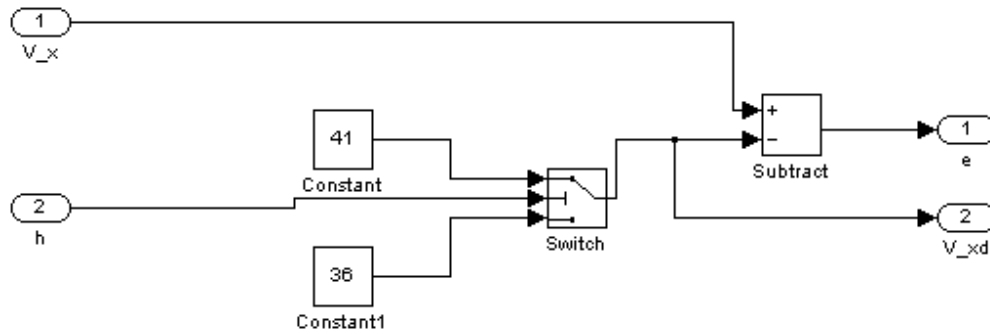 1
V_x
+
−
Subtract
1
e
41
Constant
2
h
Switch
2
V_xd
36
Constant1